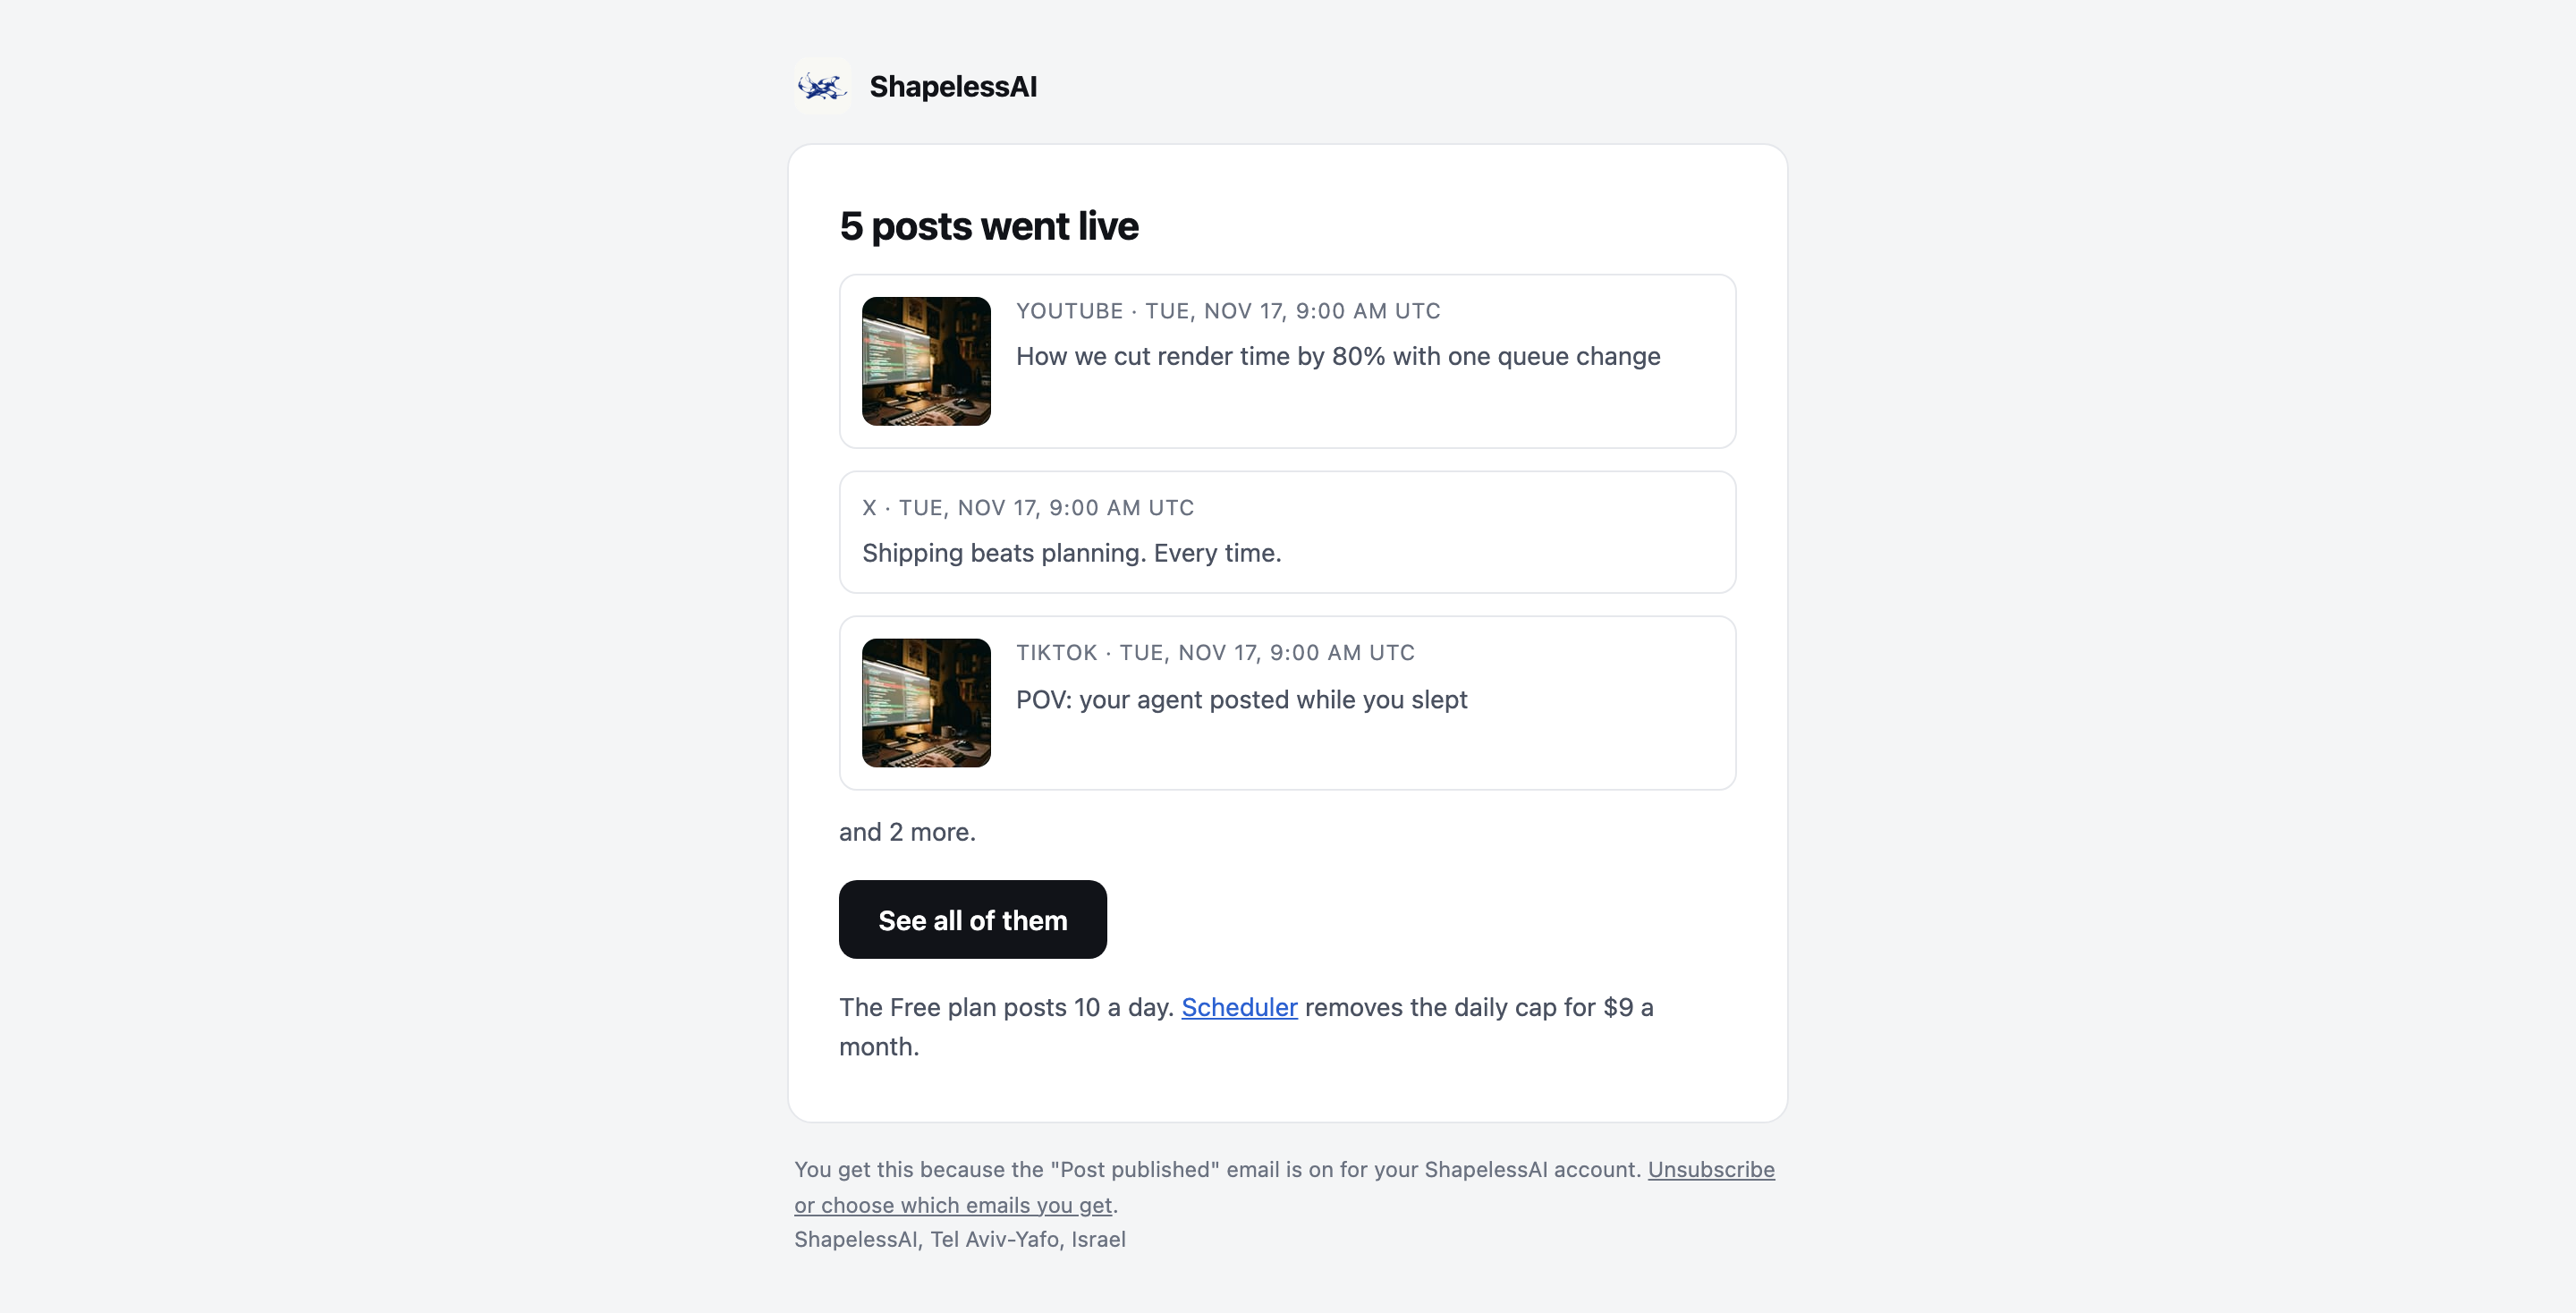 ShapelessAI
5 posts went live
YOUTUBE · TUE, NOV 17, 9:00 AM UTC
How we cut render time by 80% with one queue change
X · TUE, NOV 17, 9:00 AM UTC
Shipping beats planning. Every time.
TIKTOK · TUE, NOV 17, 9:00 AM UTC
POV: your agent posted while you slept
and 2 more.
See all of them
The Free plan posts 10 a day. Scheduler removes the daily cap for $9 a
month.
You get this because the "Post published" email is on for your ShapelessAI account. Unsubscribe
or choose which emails you get.
ShapelessAI, Tel Aviv-Yafo, Israel